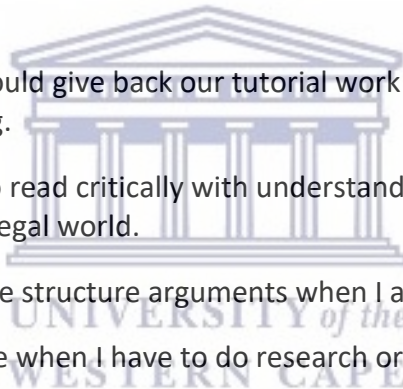 ould give back our tutorial work
g.
o read critically with understand
egal world.
e structure arguments when I a
UNIVERSITY of the
e when I have to do research or
WESTERN CAPE